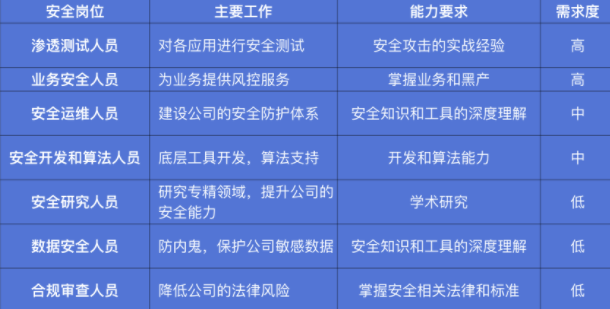 安全岗位 主要工作 能力要求 需求度
渗透测试人员 对各应用进行安全测试 安全攻击的实战经验 高
业务安全人员 为业务提供风控服务 掌握业务和黑产 高
安全运维人员 建设公司的安全防护体系 安全知识和工具的深度理解 中
安全开发和算法人员 底层工具开发，算法支持 开发和算法能力 中
安全研究人员 研究专精领域，提升公司的
安全能力 学术研究 低
数据安全人员 防内鬼，保护公司敏感数据 安全知识和工具的深度理解 低
合规审查人员 降低公司的法律风险 掌握安全相关法律和标准 低